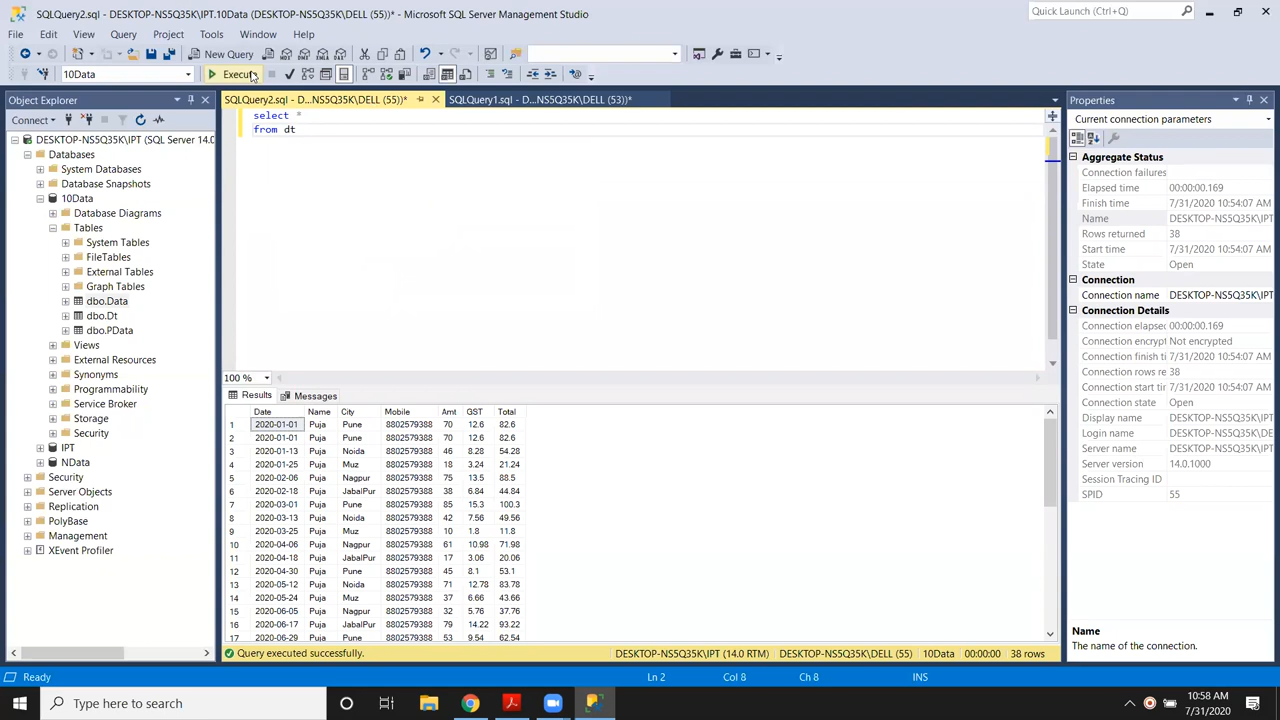 SQLQuery2.sql - DESKTOP-NS5Q35K\IPT.10Data (DESKTOP-NS5Q35K\DELL (55))* - Microsoft SQL Server Management Studio
Quick Launch (Ctrl+Q)
File Edit View Query Project Tools Window Help
New Query
10Data Execute
Object Explorer
SQLQuery2.sql - D...NS5Q35K\DELL (55))* SQLQuery1.sql - D...NS5Q35K\DELL (53))*
Properties
Connect
DESKTOP-NS5Q35K\IPT (SQL Server 14.0
Databases
System Databases
Database Snapshots
10Data
Database Diagrams
Tables
System Tables
FileTables
External Tables
Graph Tables
dbo.Data
dbo.Dt
dbo.PData
Views
External Resources
Synonyms
Programmability
Service Broker
Storage
Security
IPT
NData
Security
Server Objects
Replication
PolyBase
Management
XEvent Profiler
select *
from dt
100 %
Results Messages
Date Name City Mobile Amt GST Total
1 2020-01-01 Puja Pune 8802579388 70 12.6 82.6
2 2020-01-01 Puja Pune 8802579388 70 12.6 82.6
3 2020-01-13 Puja Noida 8802579388 46 8.28 54.28
4 2020-01-25 Puja Muz 8802579388 18 3.24 21.24
5 2020-02-06 Puja Nagpur 8802579388 75 13.5 88.5
6 2020-02-18 Puja JabalPur 8802579388 38 6.84 44.84
7 2020-03-01 Puja Pune 8802579388 85 15.3 100.3
8 2020-03-13 Puja Noida 8802579388 42 7.56 49.56
9 2020-03-25 Puja Muz 8802579388 10 1.8 11.8
10 2020-04-06 Puja Nagpur 8802579388 61 10.98 71.98
11 2020-04-18 Puja JabalPur 8802579388 17 3.06 20.06
12 2020-04-30 Puja Pune 8802579388 45 8.1 53.1
13 2020-05-12 Puja Noida 8802579388 71 12.78 83.78
14 2020-05-24 Puja Muz 8802579388 37 6.66 43.66
15 2020-06-05 Puja Nagpur 8802579388 32 5.76 37.76
16 2020-06-17 Puja JabalPur 8802579388 79 14.22 93.22
17 2020-06-29 Puja Pune 8802579388 53 9.54 62.54
Query executed successfully. DESKTOP-NS5Q35K\IPT (14.0 RTM) DESKTOP-NS5Q35K\DELL (55) 10Data 00:00:00 38 rows
Current connection parameters
Aggregate Status
Connection failures
Elapsed time 00:00:00.169
Finish time 7/31/2020 10:54:07 AM
Name DESKTOP-NS5Q35K\IPT
Rows returned 38
Start time 7/31/2020 10:54:07 AM
State Open
Connection
Connection name DESKTOP-NS5Q35K\IPT
Connection Details
Connection elapse 00:00:00.169
Connection encryp Not encrypted
Connection finish ti 7/31/2020 10:54:07 AM
Connection rows re 38
Connection start tin 7/31/2020 10:54:07 AM
Connection state Open
Display name DESKTOP-NS5Q35K\IPT
Login name DESKTOP-NS5Q35K\DE
Server name DESKTOP-NS5Q35K\IPT
Server version 14.0.1000
Session Tracing ID
SPID 55
Name
The name of the connection.
Ready Ln 2 Col 8 Ch 8 INS
Type here to search
10:58 AM
7/31/2020